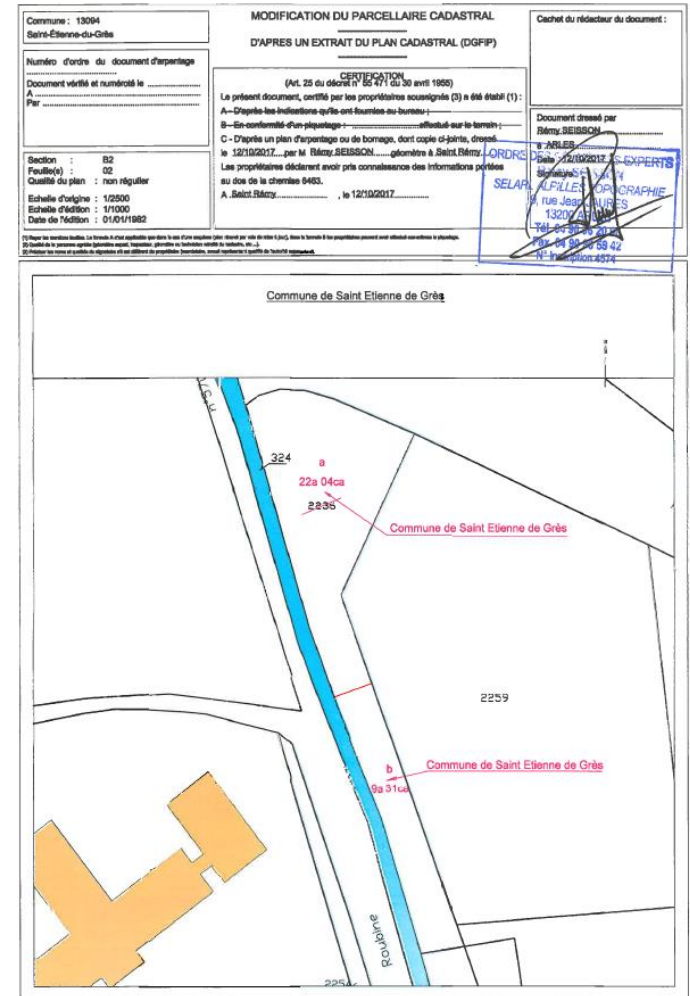 Commune : 13094
Saint-Étienne-du-Grès
Numéro d'ordre du document d'arpentage
Document vérifié et numéroté le
A
Par
Section : B2
Feuille(s) : 02
Qualité du plan : non régulier
Echelle d'origine : 1/2500
Echelle d'édition : 1/1000
Date de l'édition : 01/01/1982
MODIFICATION DU PARCELLAIRE CADASTRAL
D'APRES UN EXTRAIT DU PLAN CADASTRAL (DGFIP)
CERTIFICATION
(Art. 25 du décret n° 55 471 du 30 avril 1955)
Le présent document, certifié par les propriétaires soussignés (3) a été établi (1) :
A – D'après les indications qu'ils ont fournies au bureau ;
B – En conformité d'un piquetage : effectué sur le terrain ;
C - D'après un plan d'arpentage ou de bornage, dont copie ci-jointe, dressé
le 12/10/2017 par M Rémy SEISSON géomètre à Saint Rémy
Les propriétaires déclarent avoir pris connaissance des informations portées
au dos de la chemise 6463.
A Saint Rémy , le 12/10/2017
Cachet du rédacteur du document :
Document dressé par
Rémy SEISSON
à ARLES
Date 12/10/2017
Signature
ORDRE EXPERTS
SELARL ALPILLES TOPOGRAPHIE
9, rue Jean
13200
N° Inscription 4574
Commune de Saint Etienne de Grès
324
a
22a 04ca
2236
Commune de Saint Etienne de Grès
2259
b
9a 31ca
Commune de Saint Etienne de Grès
Roubine